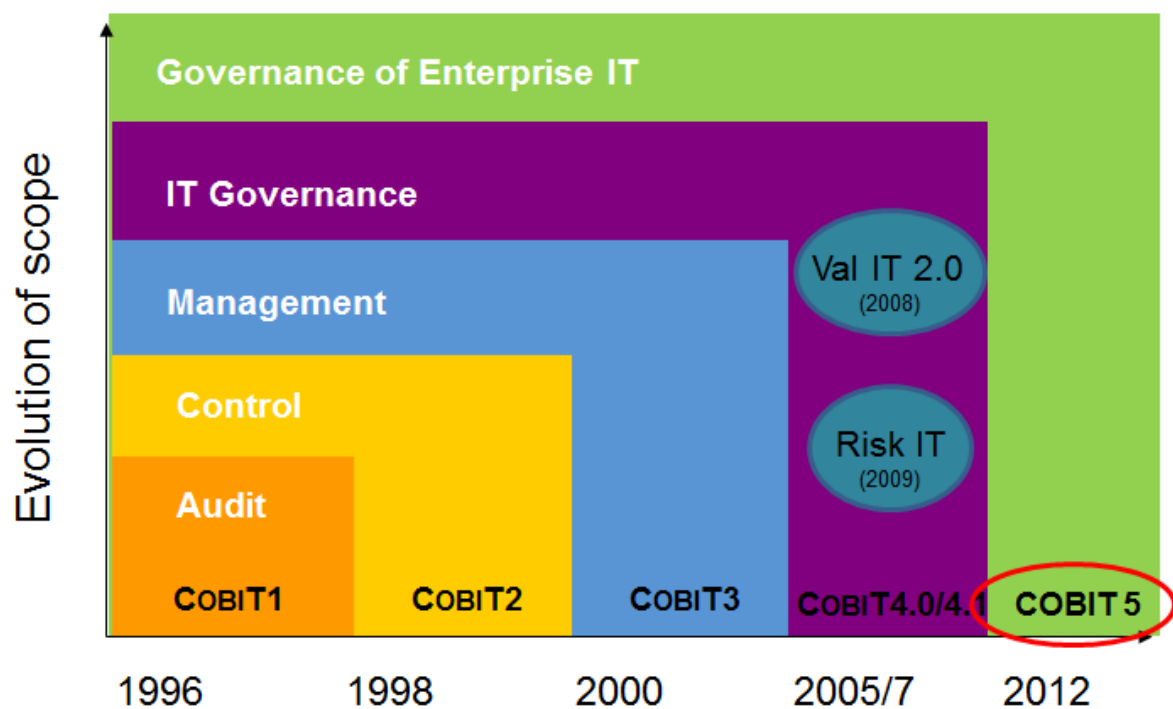 Governance of Enterprise IT
Evolution of scope
IT Governance
Val IT 2.0
(2008)
Management
Control
Risk IT
(2009)
Audit
COBIT1
COBIT2
COBIT3
COBIT4.0/4.1
COBIT 5
1996
1998
2000
2005/7
2012